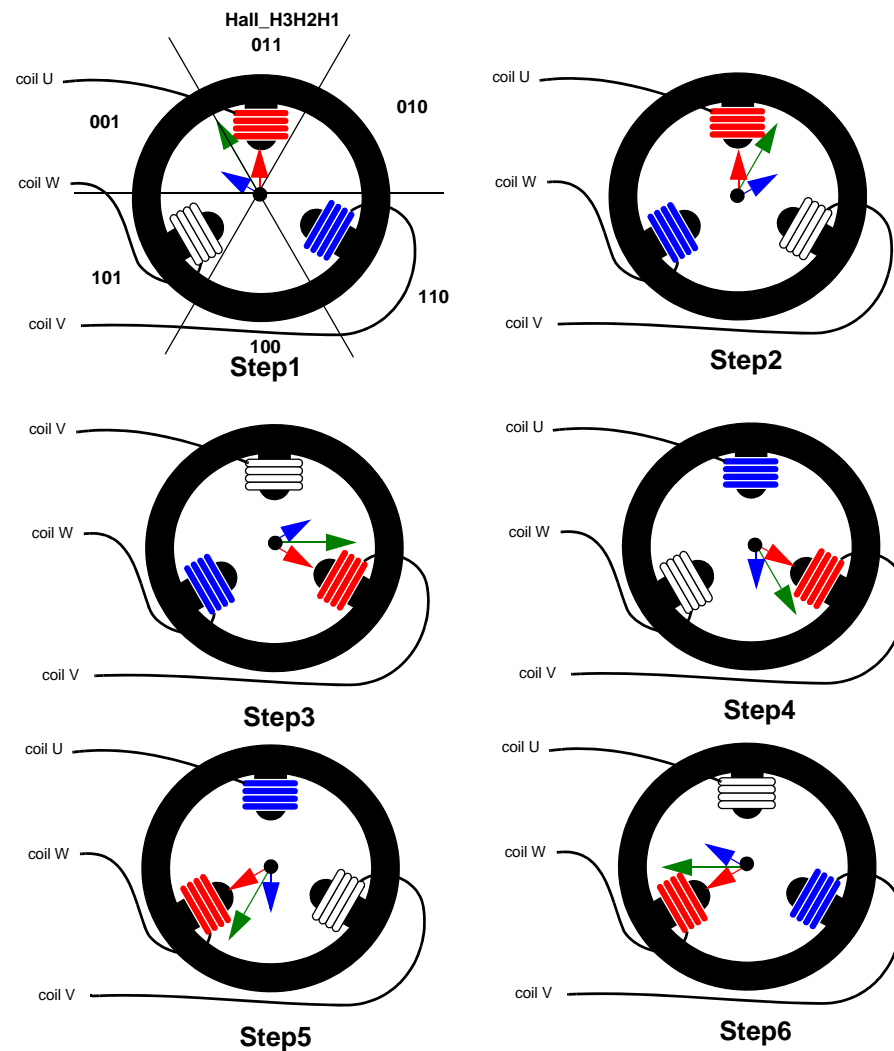 Hall_H3H2H1
011
coil U
001
010
coil W
101
110
coil V
100
Step1
coil U
coil W
coil V
Step2
coil V
coil W
coil V
Step3
coil U
coil W
coil V
Step4
coil U
coil W
coil V
Step5
coil U
coil W
coil V
Step6